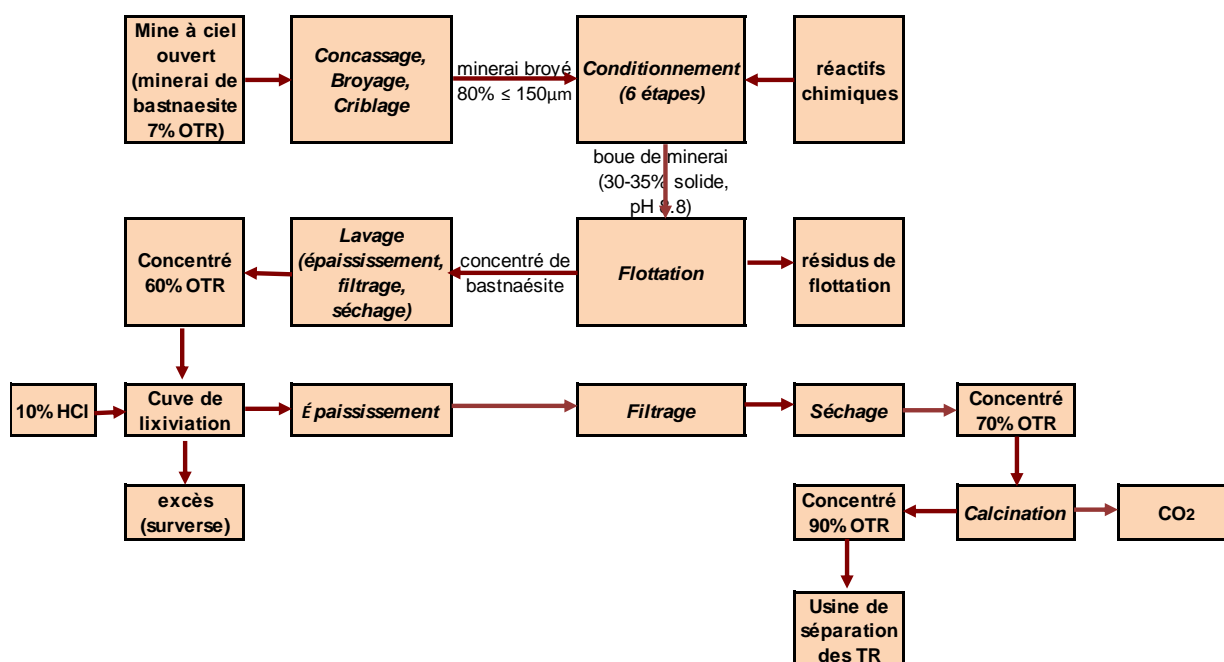 Mine à ciel
ouvert
(minerai de
bastnaesite
7% OTR)
Concassage,
Broyage,
Criblage
minerai broyé
80% ≤ 150µm
Conditionnement
(6 étapes)
réactifs
chimiques
boue de minerai
(30-35% solide,
pH 8.8)
Concentré
60% OTR
Lavage
(épaississement,
filtrage,
séchage)
concentré de
bastnaésite
Flottation
résidus de
flottation
10% HCl
Cuve de
lixiviation
Épaississement
Filtrage
Séchage
Concentré
70% OTR
excès
(surverse)
Concentré
90% OTR
Calcination
CO2
Usine de
séparation
des TR